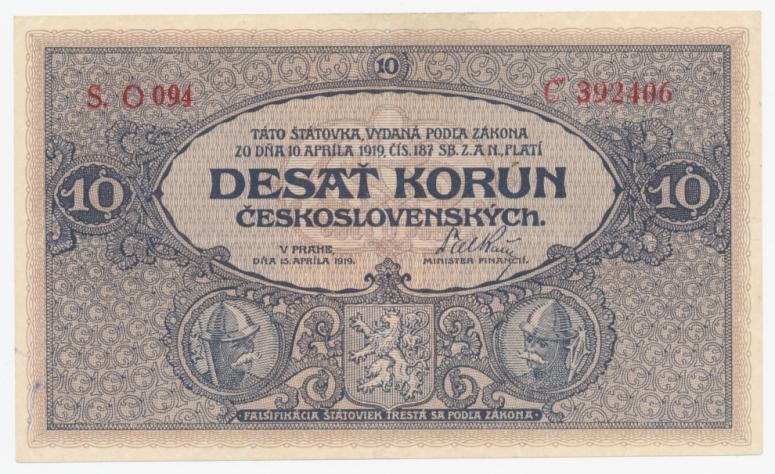 10
S. O 094
Č 392406
TÁTO ŠTÁTOVKA, VYDANÁ PODĽA ZÁKONA
ZO DŇA 10. APRÍLA 1919, ČÍS. 187 SB. Z. A N., PLATÍ
10 DESAŤ KORÚN 10
ČESKOSLOVENSKÝCH.
V PRAHE
DŇA 15. APRÍLA 1919.
MINISTER FINANCIÍ.
FALSIFIKÁCIA ŠTÁTOVIEK TRESTÁ SA PODĽA ZÁKONA